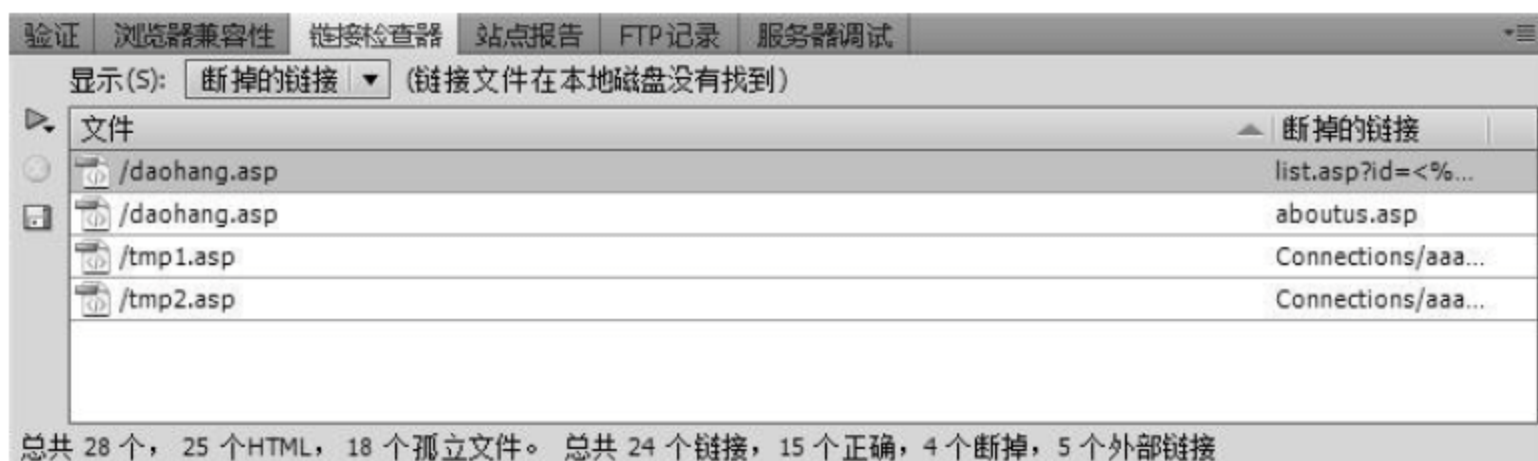 验证 浏览器兼容性 链接检查器 站点报告 FTP记录 服务器调试
显示(S): 断掉的链接 (链接文件在本地磁盘没有找到)
文件 断掉的链接
/daohang.asp list.asp?id=<%...
/daohang.asp aboutus.asp
/tmp1.asp Connections/aaa...
/tmp2.asp Connections/aaa...
总共 28 个， 25 个HTML， 18 个孤立文件。 总共 24 个链接，15 个正确，4 个断掉，5 个外部链接